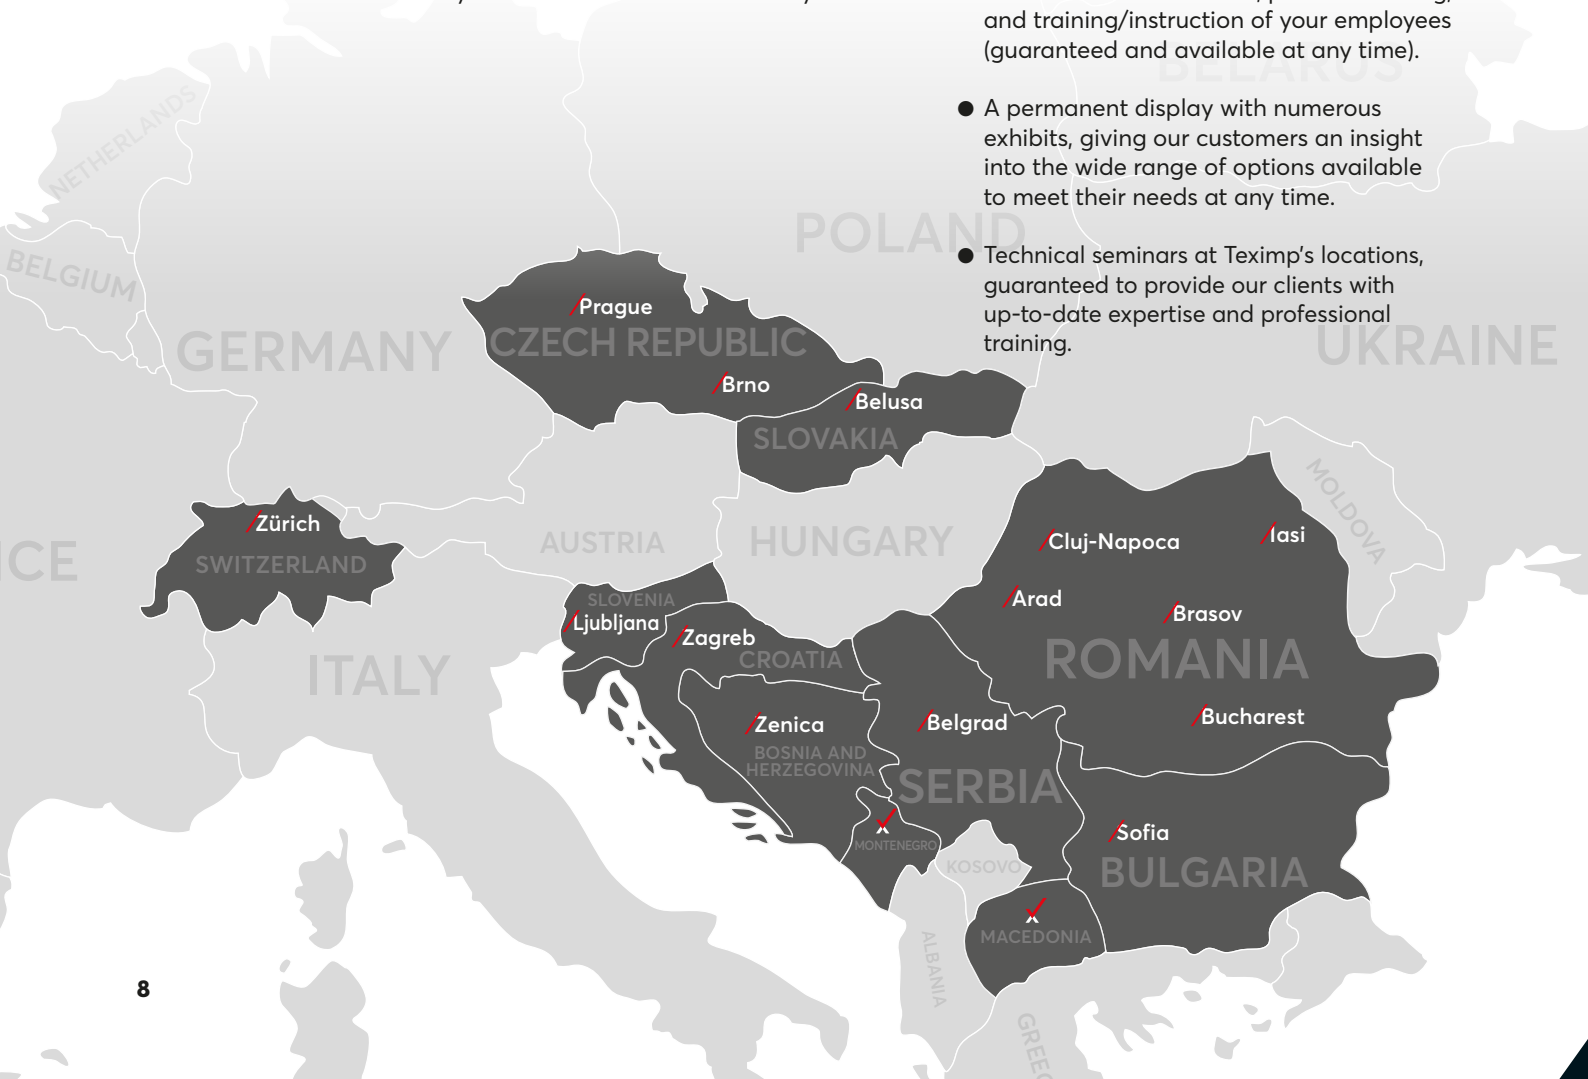 and training/instruction of your employees
(guaranteed and available at any time).
● A permanent display with numerous
exhibits, giving our customers an insight
into the wide range of options available
to meet their needs at any time.
● Technical seminars at Teximp's locations,
guaranteed to provide our clients with
up-to-date expertise and professional
training.
BELARUS
NETHERLANDS
POLAND
BELGIUM
Prague
GERMANY
CZECH REPUBLIC
UKRAINE
Brno
Belusa
SLOVAKIA
MOLDOVA
Zürich
SWITZERLAND
AUSTRIA
HUNGARY
Cluj-Napoca
Iasi
ICE
SLOVENIA
Ljubljana
Arad
Brasov
Zagreb
CROATIA
ROMANIA
ITALY
Zenica
Belgrad
Bucharest
BOSNIA AND
HERZEGOVINA
SERBIA
Sofia
MONTENEGRO
KOSOVO
BULGARIA
MACEDONIA
ALBANIA
8
GREEC